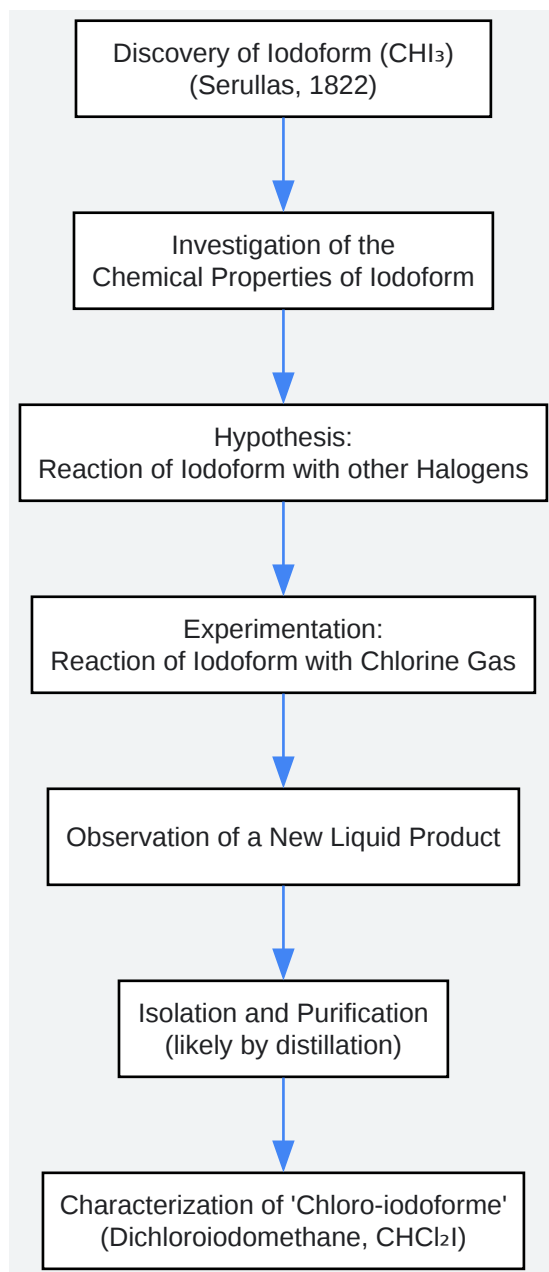 Discovery of Iodoform (CHI₃)
(Serullas, 1822)
Investigation of the
Chemical Properties of Iodoform
Hypothesis:
Reaction of Iodoform with other Halogens
Experimentation:
Reaction of Iodoform with Chlorine Gas
Observation of a New Liquid Product
Isolation and Purification
(likely by distillation)
Characterization of 'Chloro-iodoforme'
(Dichloroiodomethane, CHCl₂I)